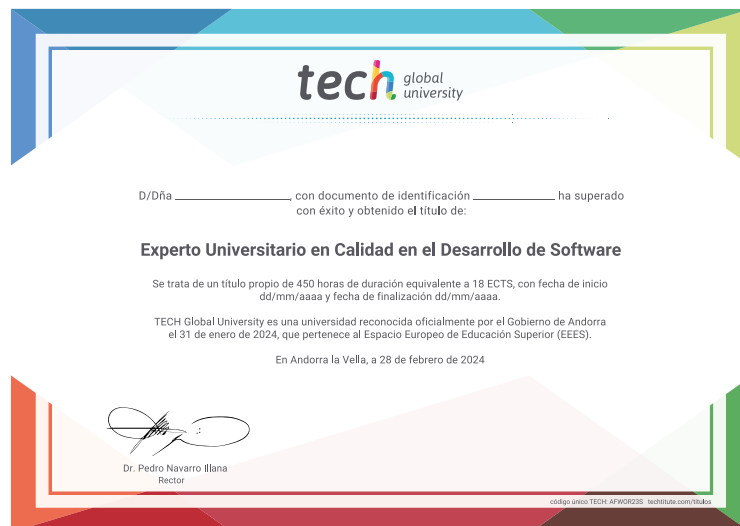 tech global university
D/Dña ______________, con documento de identificación __________ ha superado
con éxito y obtenido el título de:
Experto Universitario en Calidad en el Desarrollo de Software
Se trata de un título propio de 450 horas de duración equivalente a 18 ECTS, con fecha de inicio
dd/mm/aaaa y fecha de finalización dd/mm/aaaa.
TECH Global University es una universidad reconocida oficialmente por el Gobierno de Andorra
el 31 de enero de 2024, que pertenece al Espacio Europeo de Educación Superior (EEES).
En Andorra la Vella, a 28 de febrero de 2024
Dr. Pedro Navarro Illana
Rector
código único TECH: AFWOR23S techtitute.com/titulos